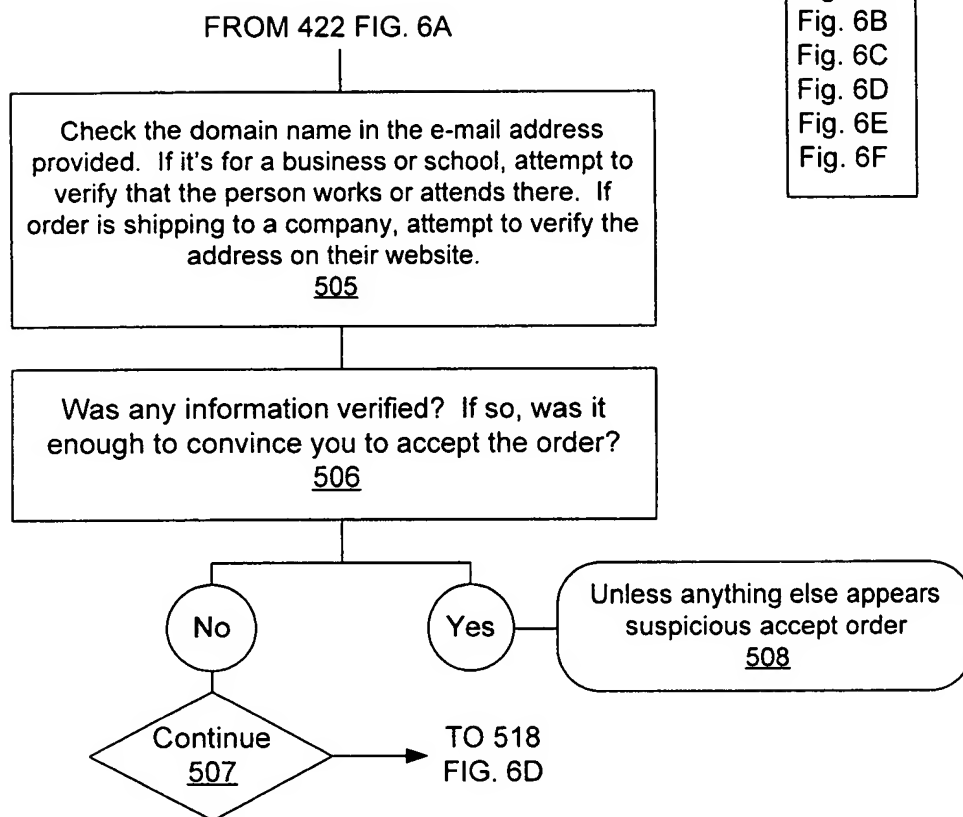 FROM 422 FIG. 6A
Fig. 6B
Fig. 6C
Fig. 6D
Fig. 6E
Fig. 6F
Check the domain name in the e-mail address
provided. If it's for a business or school, attempt to
verify that the person works or attends there. If
order is shipping to a company, attempt to verify the
address on their website.
505
Was any information verified? If so, was it
enough to convince you to accept the order?
506
No
Yes
Unless anything else appears
suspicious accept order
508
Continue
507
TO 518
FIG. 6D